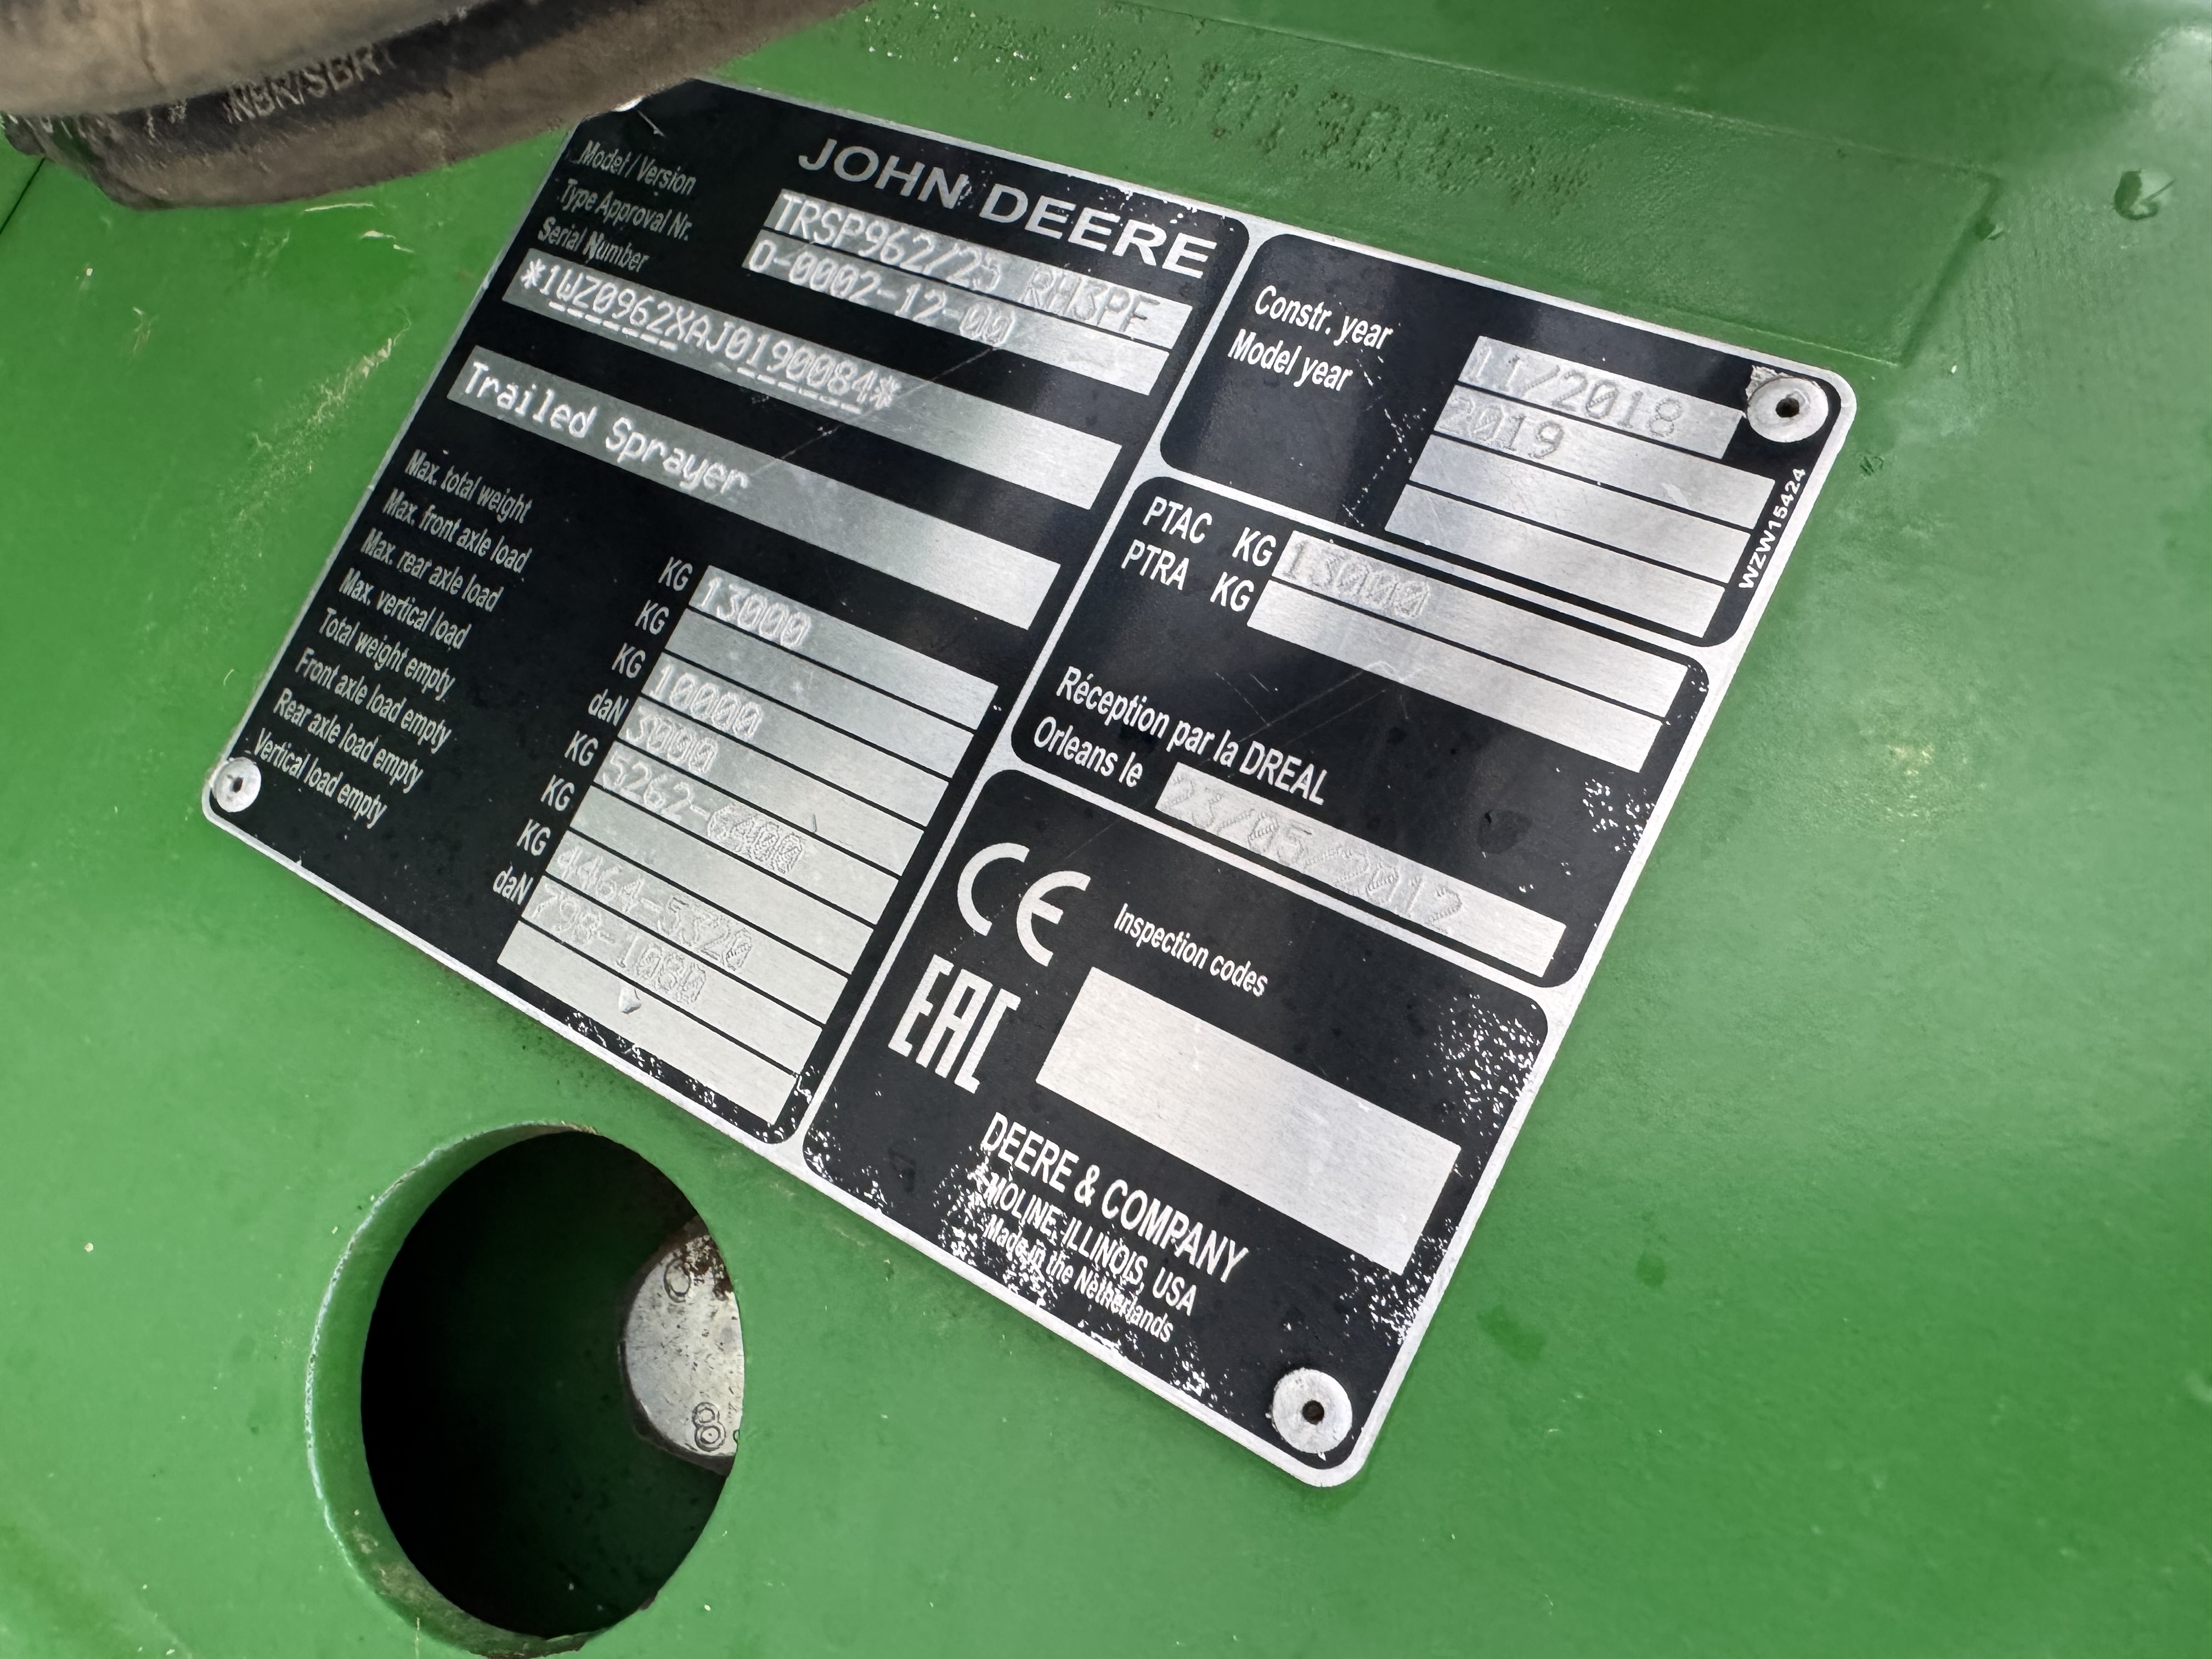 NBR/SBR
JOHN DEERE
Model / Version TRSP962/25 RH3PF
Type Approval Nr. 0-0002-12-00
Serial Number
*1WZ0962XAJ0190084*
Trailed Sprayer
Max. total weight KG 13000
Max. front axle load KG
Max. rear axle load KG 10000
Max. vertical load daN 3000
Total weight empty KG 5262-6400
Front axle load empty KG
Rear axle load empty KG 4464-5320
Vertical load empty daN 798-1080
Constr. year 11/2018
Model year 2019
WZW15424
PTAC KG 13000
PTRA KG
Réception par la DREAL
Orleans le 23/05/2012
CE
Inspection codes
EAC
DEERE & COMPANY
MOLINE, ILLINOIS, USA
Made in the Netherlands
8